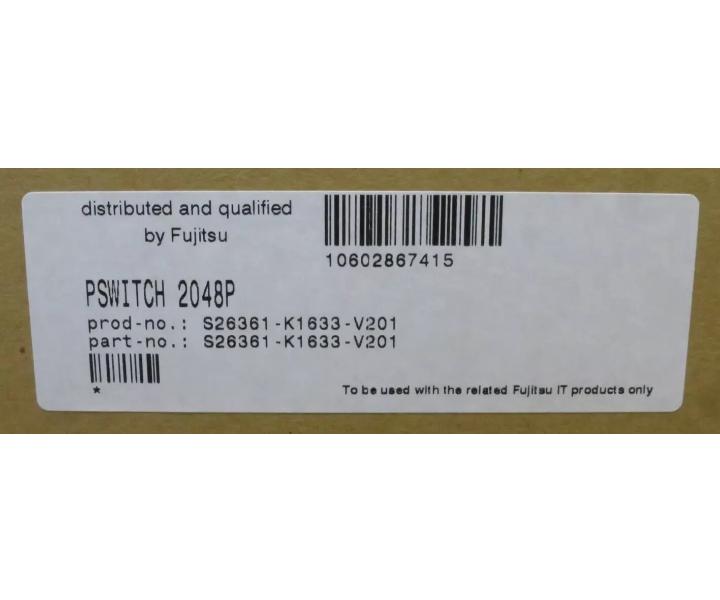 distributed and qualified
by Fujitsu
10602867415
PSWITCH 2048P
prod-no.: S26361-K1633-V201
part-no.: S26361-K1633-V201
*
To be used with the related Fujitsu IT products only